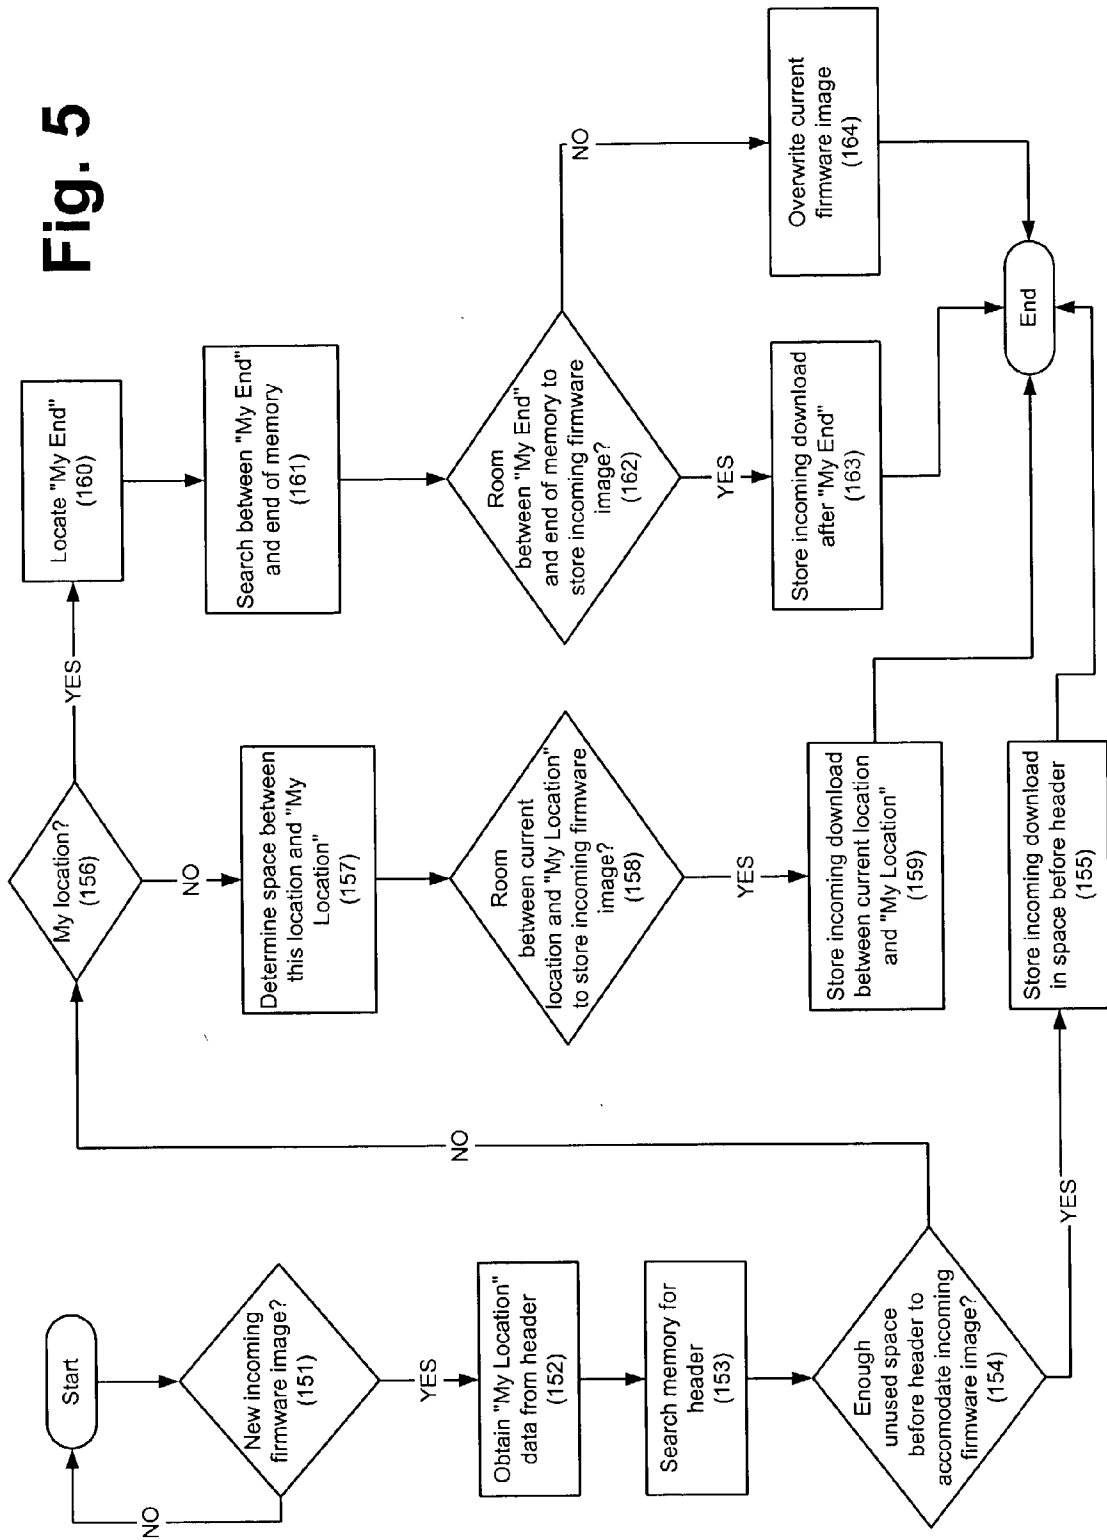 Fig. 5
Start
NO
New incoming
firmware image?
(151)
YES
Obtain "My Location"
data from header
(152)
Search memory for
header
(153)
Enough
unused space
before header to
accomodate incoming
firmware image?
(154)
NO
YES
Store incoming download
in space before header
(155)
My location?
(156)
NO
YES
Determine space between
this location and "My
Location"
(157)
Room
between current
location and "My Location"
to store incoming firmware
image?
(158)
YES
Store incoming download
between current location
and "My Location"
(159)
Locate "My End"
(160)
Search between "My End"
and end of memory
(161)
Room
between "My End"
and end of memory to
store incoming firmware
image?
(162)
YES
NO
Store incoming download
after "My End"
(163)
Overwrite current
firmware image
(164)
End